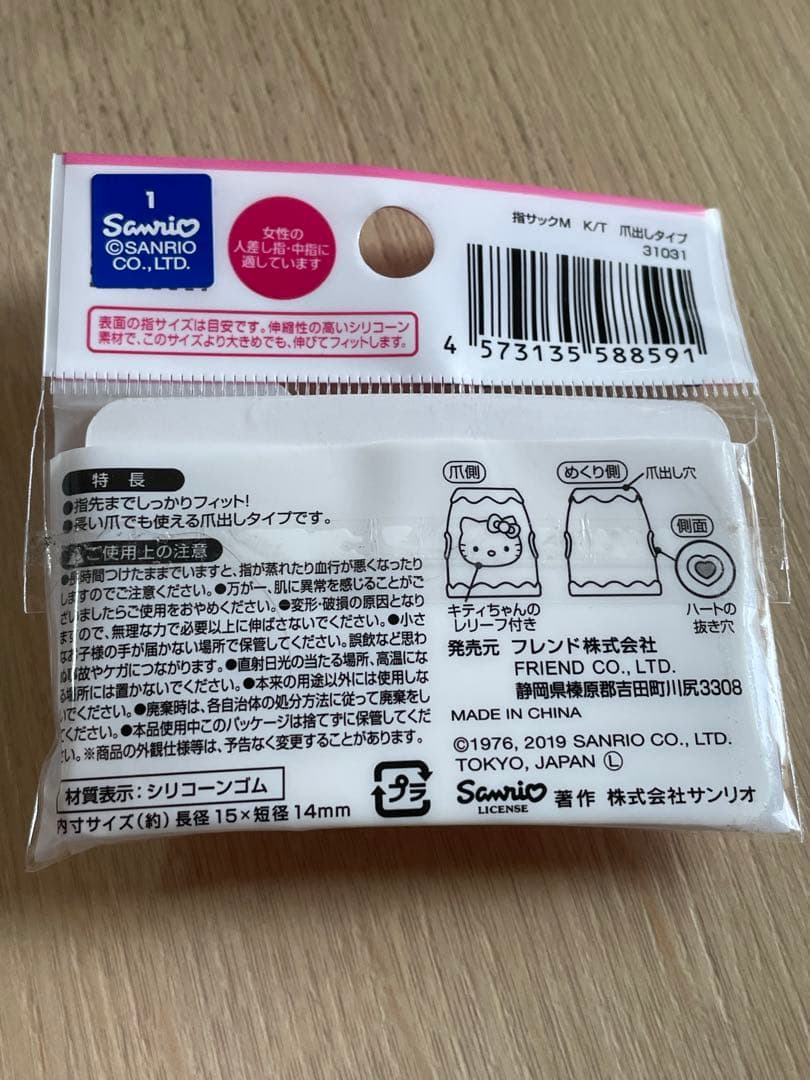 1
Sanrio
©SANRIO
CO.,LTD.
女性の
人差し指・中指に
適しています
指サックM K/T 爪出しタイプ
31031
4 573135 588591
表面の指サイズは目安です。伸縮性の高いシリコーン
素材で、このサイズより大きめでも、伸びてフィットします。
特長
●指先までしっかりフィット!
●長い爪でも使える爪出しタイプです。
ご使用上の注意
●長時間つけたままでいますと、指が蒸れたり血行が悪くなったり
しますのでご注意ください。●万が一、肌に異常を感じることがご
ざいましたらご使用をおやめください。●変形・破損の原因となり
ますので、無理な力で必要以上に伸ばさないでください。●小さ
なお子様の手が届かない場所で保管してください。誤飲など思わ
ぬ事故やケガにつながります。●直射日光の当たる場所、高温にな
る場所には置かないでください。●本来の用途以外には使用しな
いでください。●廃棄時は、各自治体の処分方法に従って廃棄をし
てください。●本品使用中このパッケージは捨てずに保管してくだ
さい。※商品の外観仕様等は、予告なく変更することがあります。
材質表示:シリコーンゴム
内寸サイズ(約)長径15×短径14mm
プラ
爪側
めくり側
爪出し穴
側面
キティちゃんの
レリーフ付き
ハートの
抜き穴
発売元 フレンド株式会社
FRIEND CO., LTD.
静岡県榛原郡吉田町川尻3308
MADE IN CHINA
©1976, 2019 SANRIO CO., LTD.
TOKYO, JAPAN Ⓛ
Sanrio LICENSE 著作 株式会社サンリオ